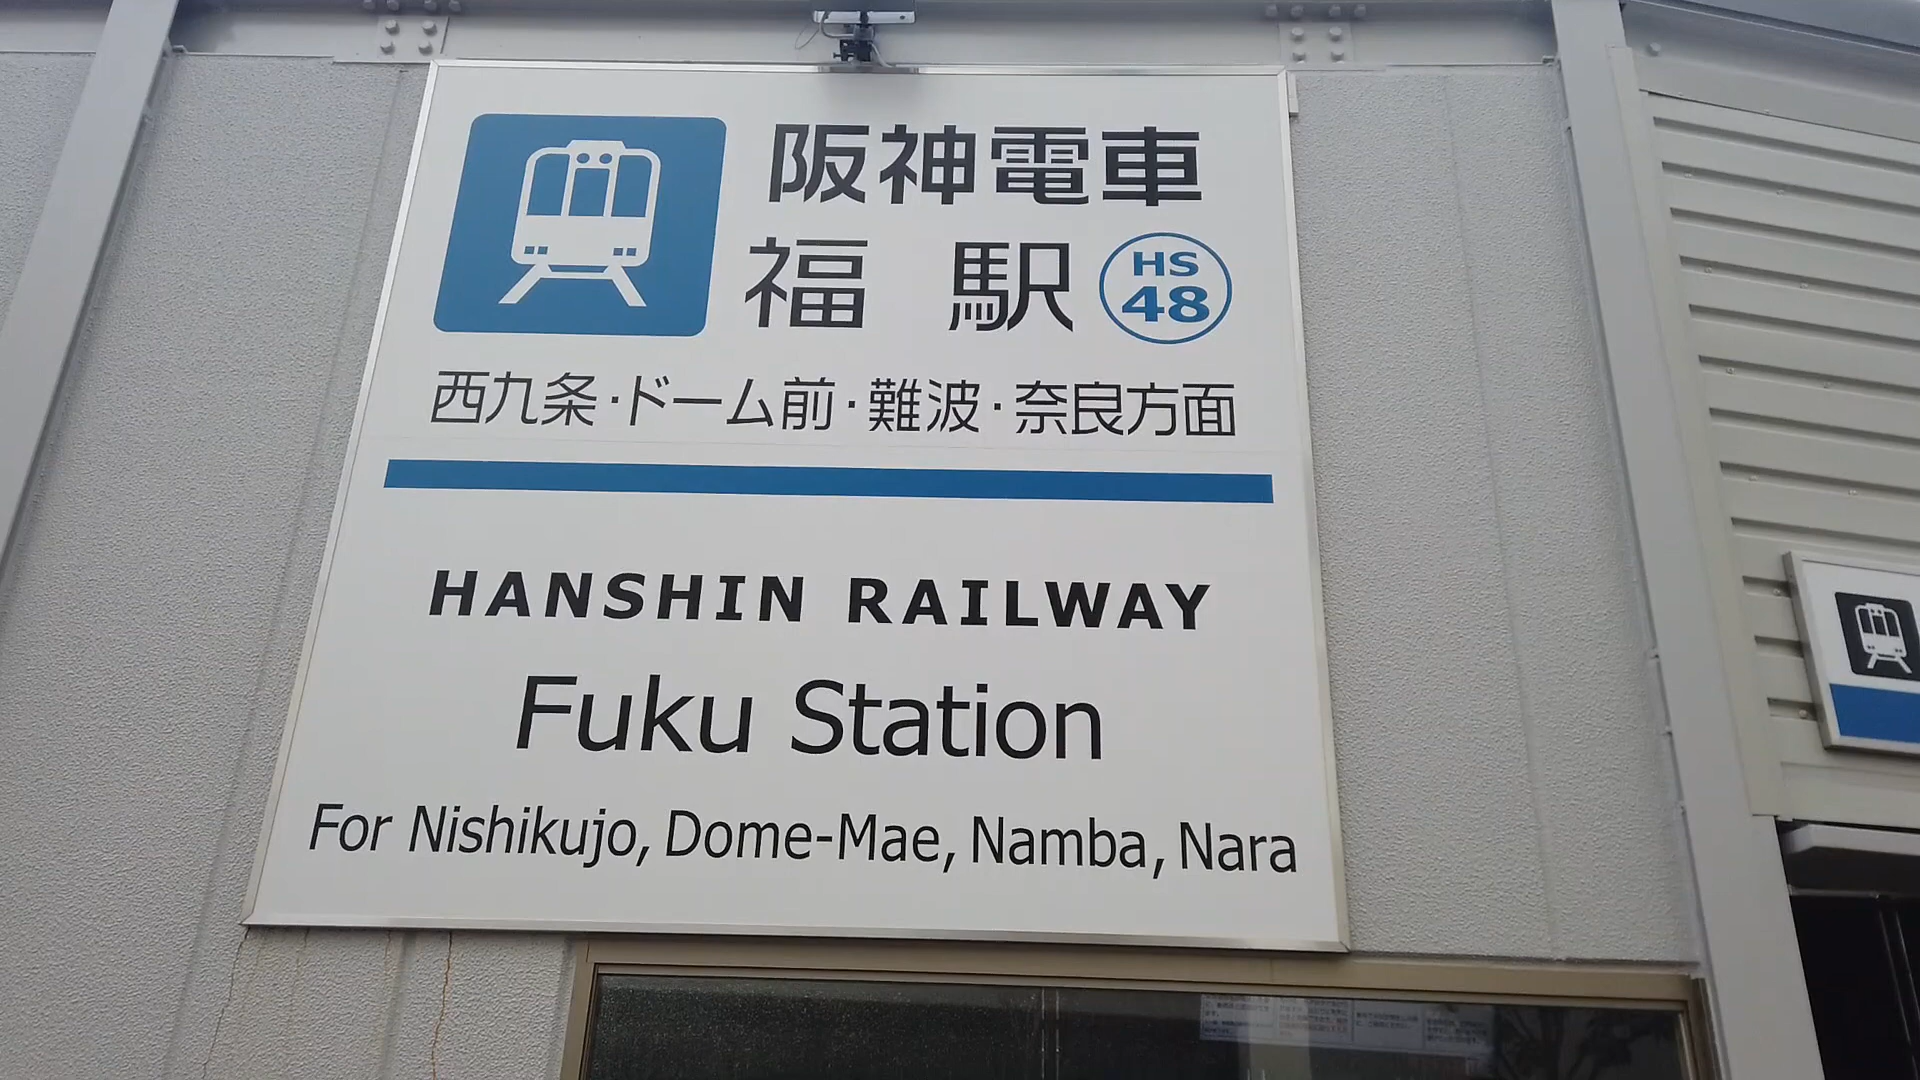 阪神電車
福 駅 HS 48
西九条・ドーム前・難波・奈良方面
HANSHIN RAILWAY
Fuku Station
For Nishikujo, Dome-Mae, Namba, Nara